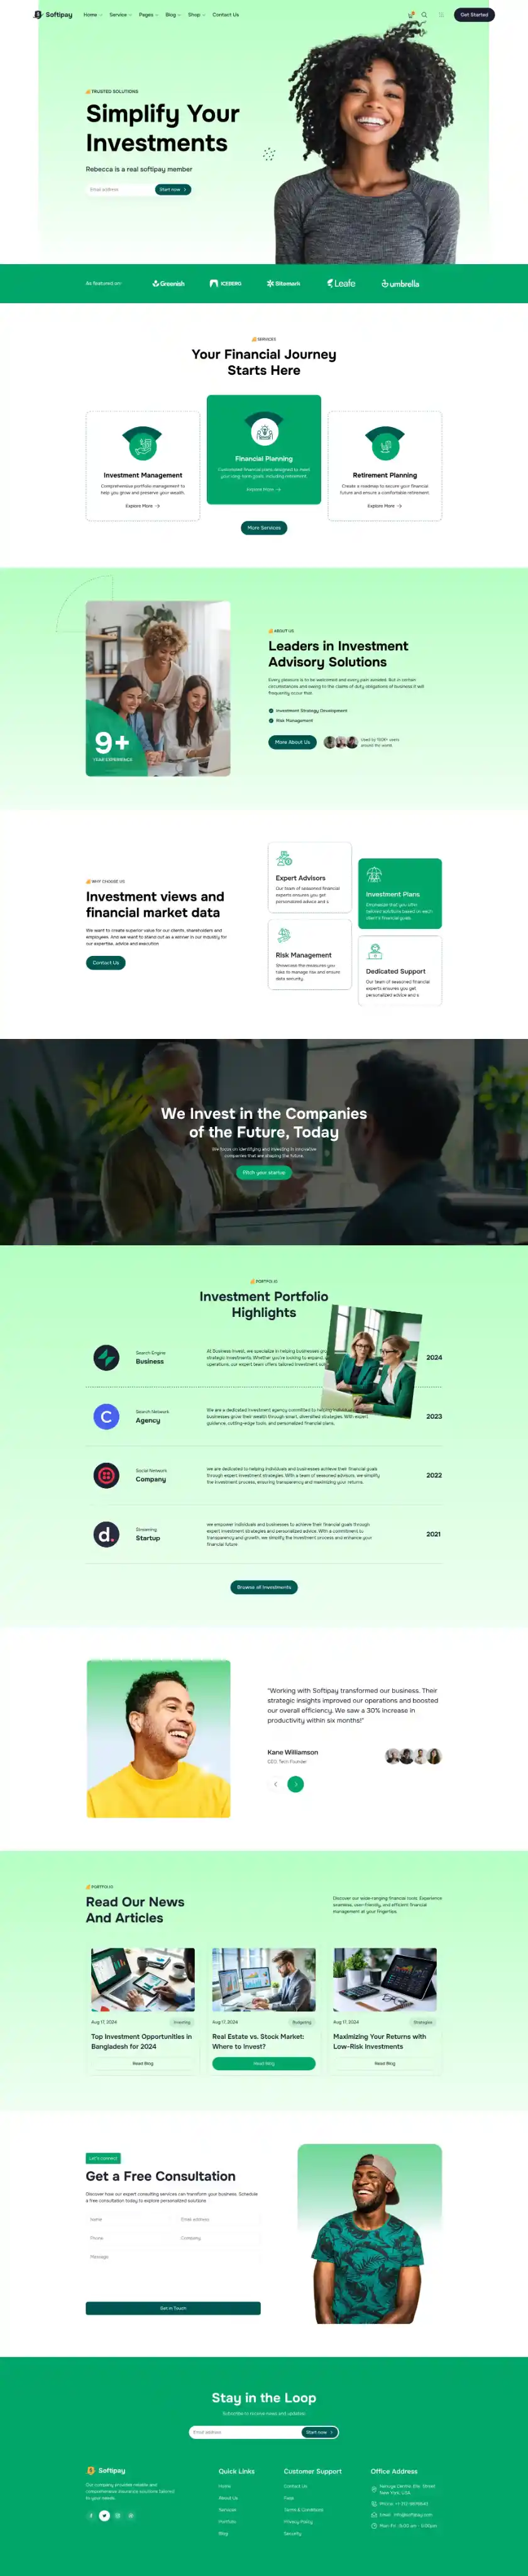 Softipay
Home
Service
Pages
Blog
Shop
Contact Us
Get Started
TRUSTED SOLUTIONS
Simplify Your
Investments
Rebecca is a real softipay member
Email address
Start now
As featured on:
Greenish
ICEBERG
Sitemark
Leafe
umbrella
SERVICES
Your Financial Journey
Starts Here
Investment Management
Comprehensive portfolio management to
help you grow and preserve your wealth.
Explore More
Financial Planning
Customized financial plans designed to meet
your long-term goals, including retirement
Explore More
Retirement Planning
Create a roadmap to secure your financial
future and ensure a comfortable retirement.
Explore More
More Services
9+
YEAR EXPERIENCE
ABOUT US
Leaders in Investment
Advisory Solutions
Every pleasure is to be welcomed and every pain avoided. But in certain
circumstances and owing to the claims of duty obligations of business it will
frequently occur that.
Investment Strategy Development
Risk Management
More About Us
Used by 100K+ users
around the world.
WHY CHOOSE US
Investment views and
financial market data
We want to create superior value for our clients, shareholders and
employees. And we want to stand out as a winner in our industry for
our expertise, advice and execution
Contact Us
Expert Advisors
Our team of seasoned financial
experts ensures you get
personalized advice and s
Investment Plans
Emphasize that you offer
tailored solutions based on each
client's financial goals.
Risk Management
Showcase the measures you
take to manage risk and ensure
data security.
Dedicated Support
Our team of seasoned financial
experts ensures you get
personalized advice and s
We Invest in the Companies
of the Future, Today
We focus on identifying and investing in innovative
companies that are shaping the future.
Pitch your startup
PORTFOLIO
Investment Portfolio
Highlights
Search Engine
Business
At Business Invest, we specialize in helping businesses
strategic investments. Whether you're looking to expand,
operations, our expert team offers tailored investment
2024
Search Network
Agency
We are a dedicated investment agency committed to helping
businesses grow their wealth through smart, diversified strategies. With expert
guidance, cutting-edge tools, and personalized financial plans.
2023
Social Network
Company
we are dedicated to helping individuals and businesses achieve their financial goals
through expert investment strategies. With a team of seasoned advisors, we simplify
the investment process, ensuring transparency and maximizing your returns.
2022
d.
Streaming
Startup
we empower individuals and businesses to achieve their financial goals through
expert investment strategies and personalized advice. With a commitment to
transparency and growth, we simplify the investment process and enhance your
financial future
2021
Browse all Investments
"Working with Softipay transformed our business. Their
strategic insights improved our operations and boosted
our overall efficiency. We saw a 30% increase in
productivity within six months!"
Kane Williamson
CEO, Tech Founder
PORTFOLIO
Read Our News
And Articles
Discover our wide-ranging financial tools. Experience
seamless, user-friendly, and efficient financial
management at your fingertips.
Aug 17, 2024
Investing
Top Investment Opportunities in
Bangladesh for 2024
Read Blog
Aug 17, 2024
Budgeting
Real Estate vs. Stock Market:
Where to Invest?
Read Blog
Aug 17, 2024
Strategies
Maximizing Your Returns with
Low-Risk Investments
Read Blog
Let's connect
Get a Free Consultation
Discover how our expert consulting services can transform your business. Schedule
a free consultation today to explore personalized solutions
Name
Email address
Phone
Company
Message
Get in Touch
Stay in the Loop
Subscribe to receive news and updates.
Email address
Start now
Softipay
Our company provides reliable and
comprehensive insurance solutions tailored
to your needs.
Quick Links
Home
About Us
Services
Portfolio
Blog
Customer Support
Contact Us
Faqs
Terms & Conditions
Privacy Policy
Security
Office Address
Street
New York, USA
Phone:
Email: info@softipay.com
Mon-Fri: